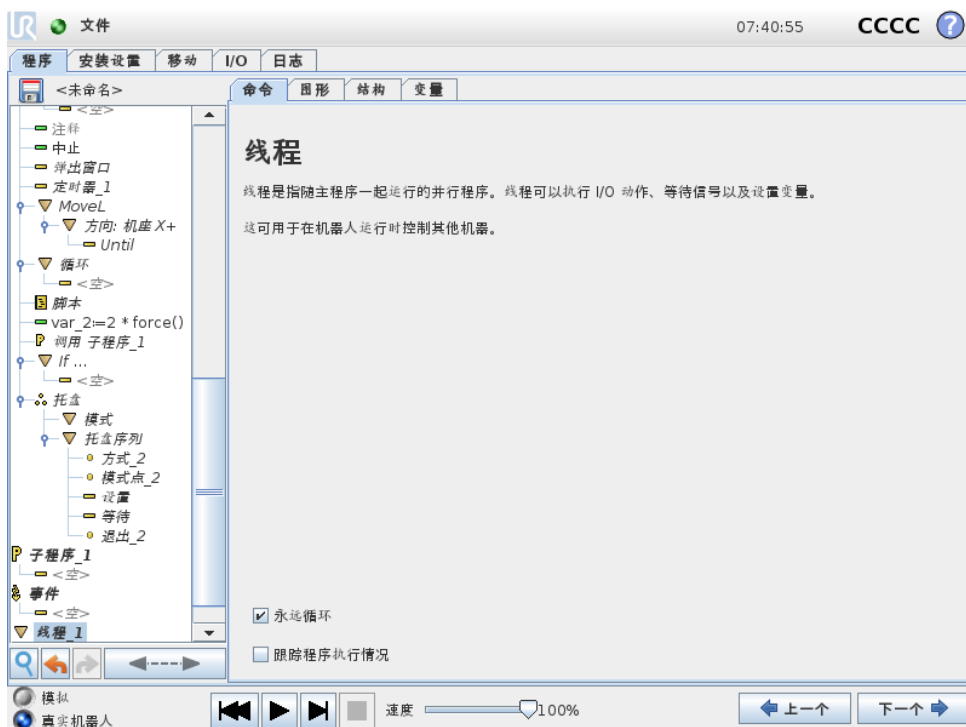 UR 文件 07:40:55 CCCC ?
程序 安装设置 移动 I/O 日志
<未命名> 命令 图形 结构 变量
<空>
注释
中止
弹出窗口
定时器_1
MoveL
方向: 机座 X+
Until
循环
<空>
脚本
var_2:=2 * force()
调用 子程序_1
If ...
<空>
托盘
模式
托盘序列
方式_2
模式点_2
设置
等待
退出_2
子程序_1
<空>
事件
<空>
线程_1
线程
线程是指随主程序一起运行的并行程序。线程可以执行 I/O 动作、等待信号以及设置变量。
这可用于在机器人运行时控制其他机器。
永远循环
跟踪程序执行情况
模拟
真实机器人
速度 100%
上一个 下一个